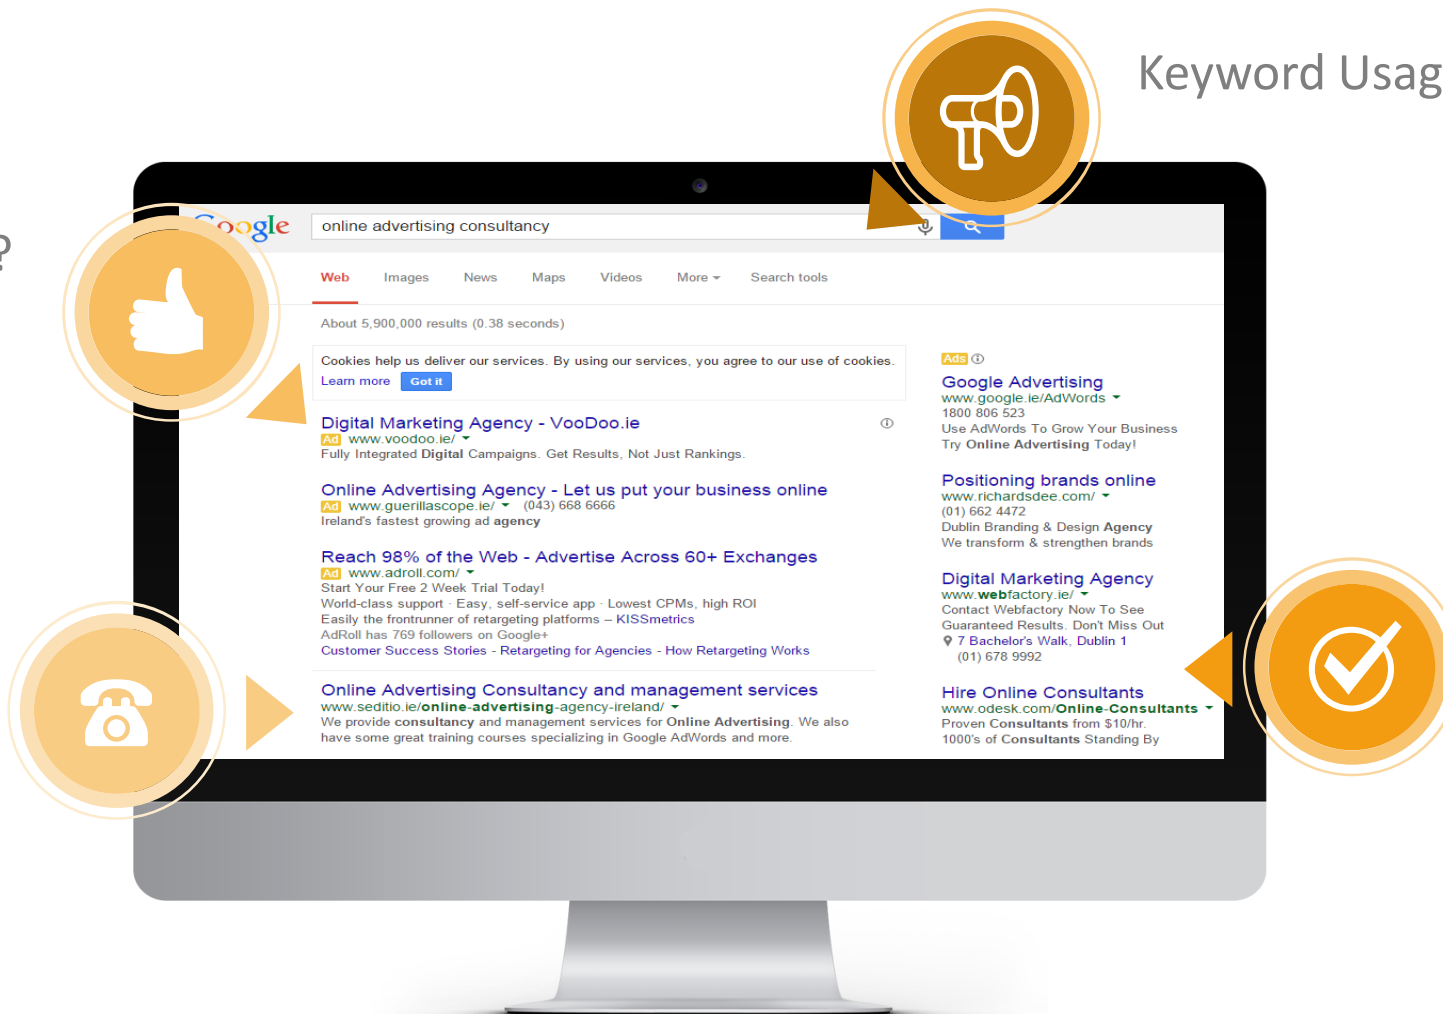 Keyword Usag
?
Google
online advertising consultancy
Web Images News Maps Videos More Search tools
About 5,900,000 results (0.38 seconds)
Cookies help us deliver our services. By using our services, you agree to our use of cookies.
Learn more Got it
Digital Marketing Agency - VooDoo.ie
Ad www.voodoo.ie/
Fully Integrated Digital Campaigns. Get Results, Not Just Rankings.
Online Advertising Agency - Let us put your business online
Ad www.guerillascope.ie/ (043) 668 6666
Ireland's fastest growing ad agency
Reach 98% of the Web - Advertise Across 60+ Exchanges
Ad www.adroll.com/
Start Your Free 2 Week Trial Today!
World-class support · Easy, self-service app · Lowest CPMs, high ROI
Easily the frontrunner of retargeting platforms – KISSmetrics
AdRoll has 769 followers on Google+
Customer Success Stories - Retargeting for Agencies - How Retargeting Works
Online Advertising Consultancy and management services
www.seditio.ie/online-advertising-agency-ireland/
We provide consultancy and management services for Online Advertising. We also
have some great training courses specializing in Google AdWords and more.
Ads
Google Advertising
www.google.ie/AdWords
1800 806 523
Use AdWords To Grow Your Business
Try Online Advertising Today!
Positioning brands online
www.richardsdee.com/
(01) 662 4472
Dublin Branding & Design Agency
We transform & strengthen brands
Digital Marketing Agency
www.webfactory.ie/
Contact Webfactory Now To See
Guaranteed Results. Don't Miss Out
7 Bachelor's Walk, Dublin 1
(01) 678 9992
Hire Online Consultants
www.odesk.com/Online-Consultants
Proven Consultants from $10/hr.
1000's of Consultants Standing By